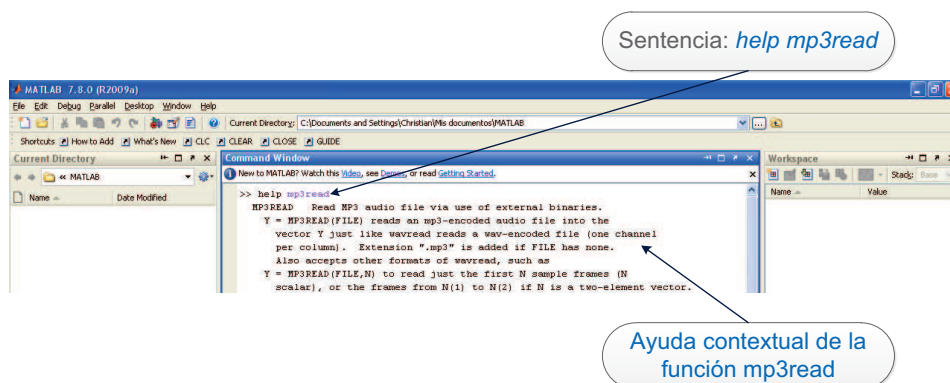 Sentencia: help mp3read
MATLAB 7.8.0 (R2009a)
File Edit Debug Parallel Desktop Window Help
Current Directory: C:\Documents and Settings\Christian\Mis documentos\MATLAB
Shortcuts How to Add What's New CLC CLEAR CLOSE GUIDE
Current Directory
« MATLAB
Name Date Modified
Command Window
New to MATLAB? Watch this Video, see Demos, or read Getting Started.
>> help mp3read
MP3READ Read MP3 audio file via use of external binaries.
Y = MP3READ(FILE) reads an mp3-encoded audio file into the
vector Y just like wavread reads a wav-encoded file (one channel
per column). Extension ".mp3" is added if FILE has none.
Also accepts other formats of wavread, such as
Y = MP3READ(FILE,N) to read just the first N sample frames (N
scalar), or the frames from N(1) to N(2) if N is a two-element vector.
Workspace
Stack: Base
Name Value
Ayuda contextual de la
función mp3read